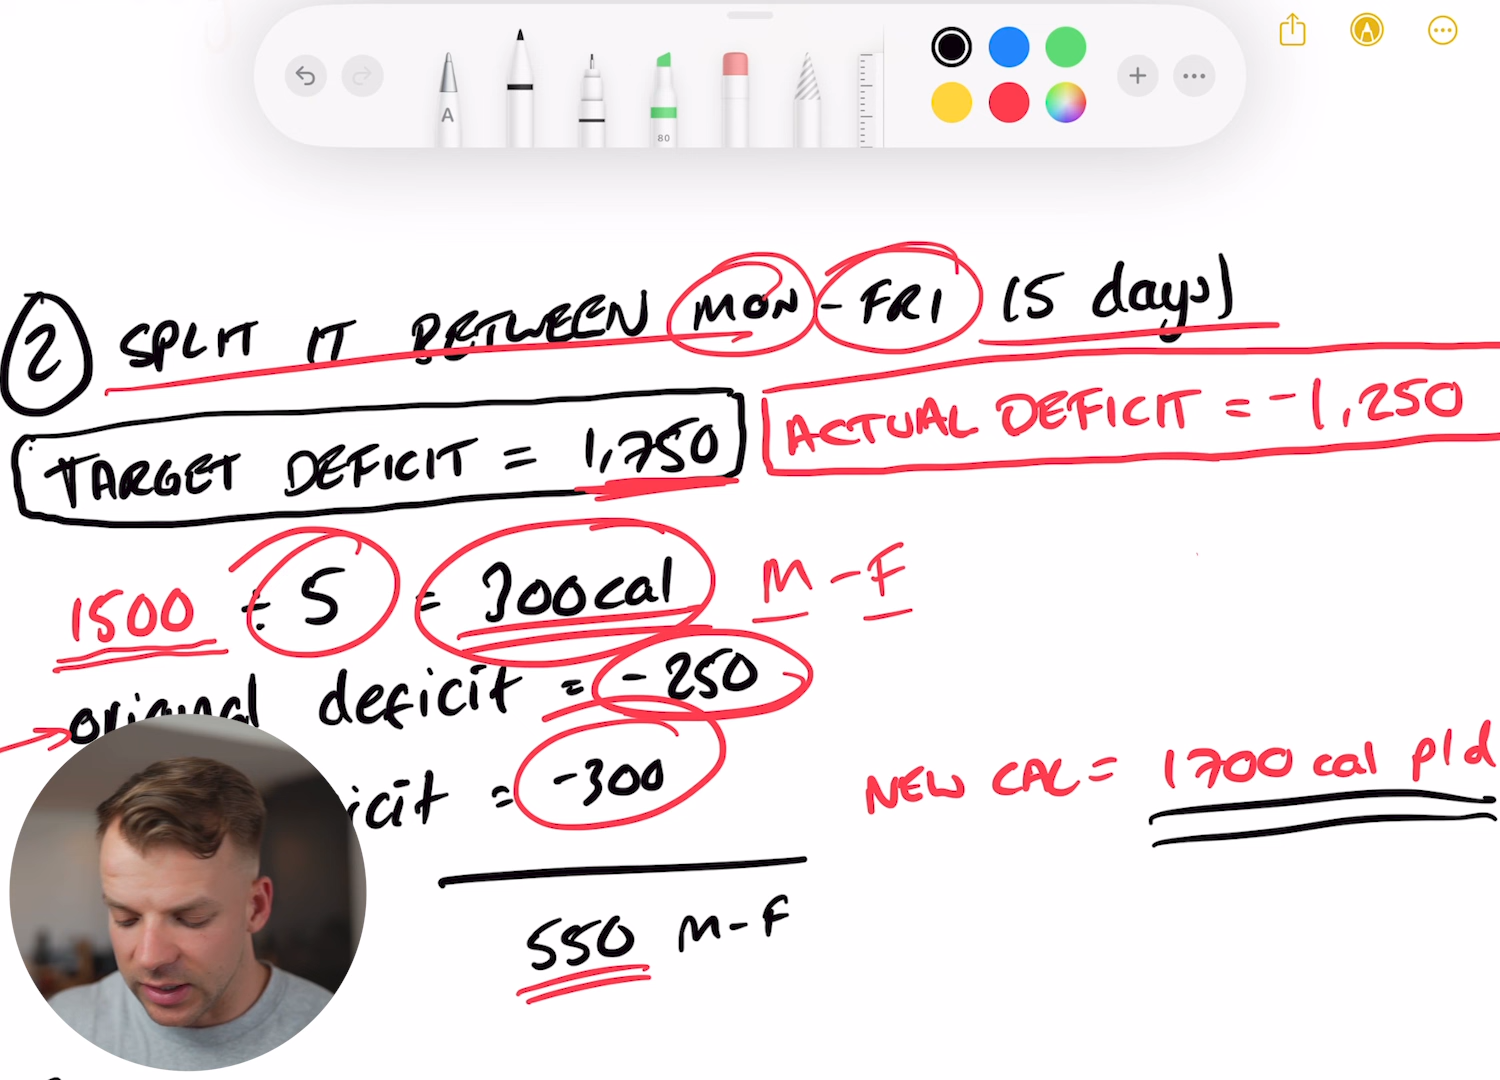 A
80
2 SPLIT IT BETWEEN MON-FRI (5 days)
TARGET DEFICIT = 1,750
ACTUAL DEFICIT = -1,250
1500 ÷ 5 = 300cal M-F
deficit = -250
= -300
NEW CAL = 1700 cal p/d
550 M-F